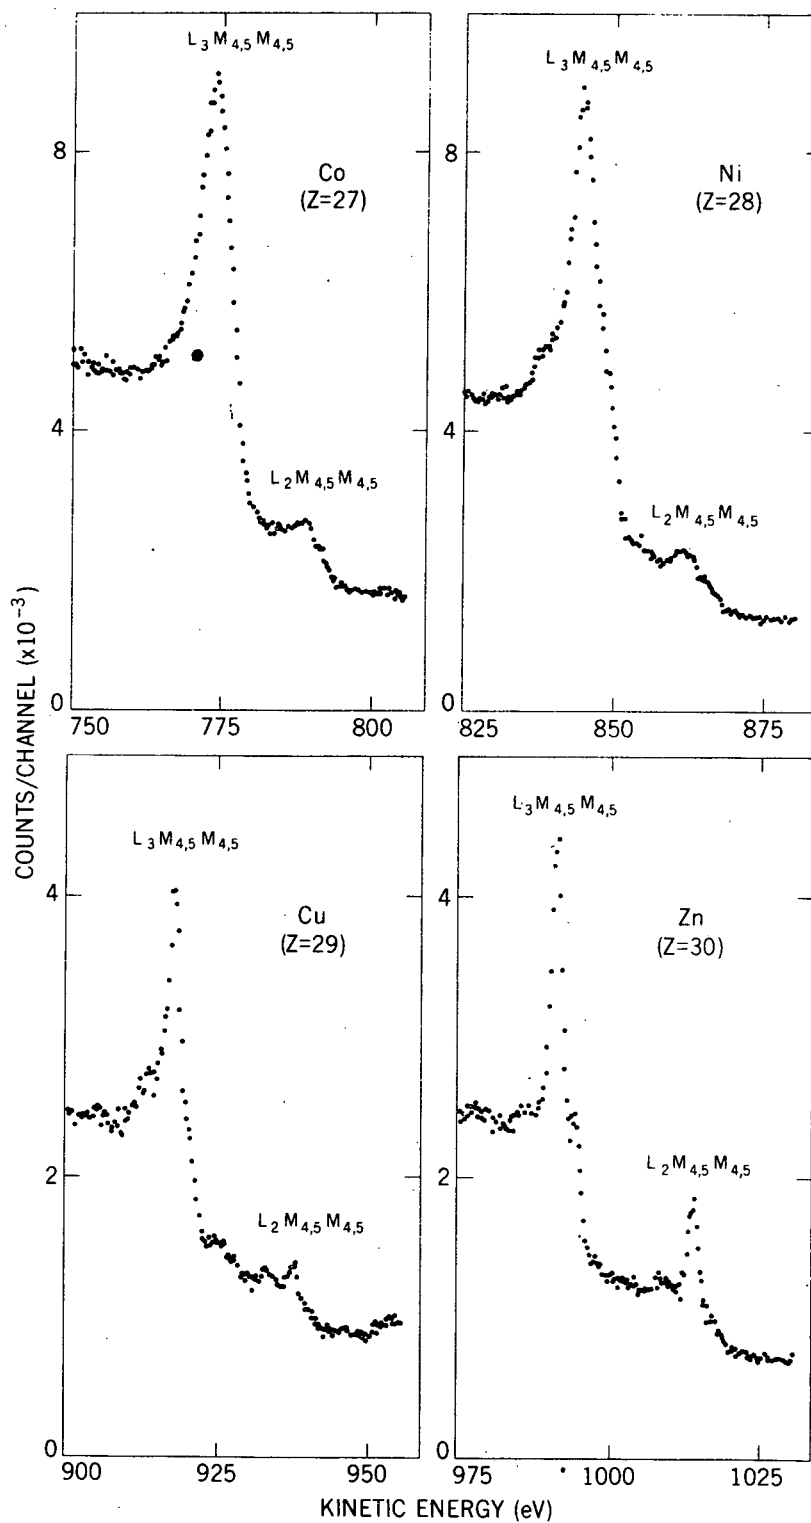 L3M4,5M4,5
L3M4,5M4,5
8
Co
(Z=27)
8
Ni
(Z=28)
4
L2M4,5M4,5
4
L2M4,5M4,5
0
750
775
800
0
825
850
875
COUNTS/CHANNEL (x10⁻³)
L3M4,5M4,5
L3M4,5M4,5
4
Cu
(Z=29)
4
Zn
(Z=30)
2
L2M4,5M4,5
2
L2M4,5M4,5
0
900
925
950
0
975
1000
1025
KINETIC ENERGY (eV)